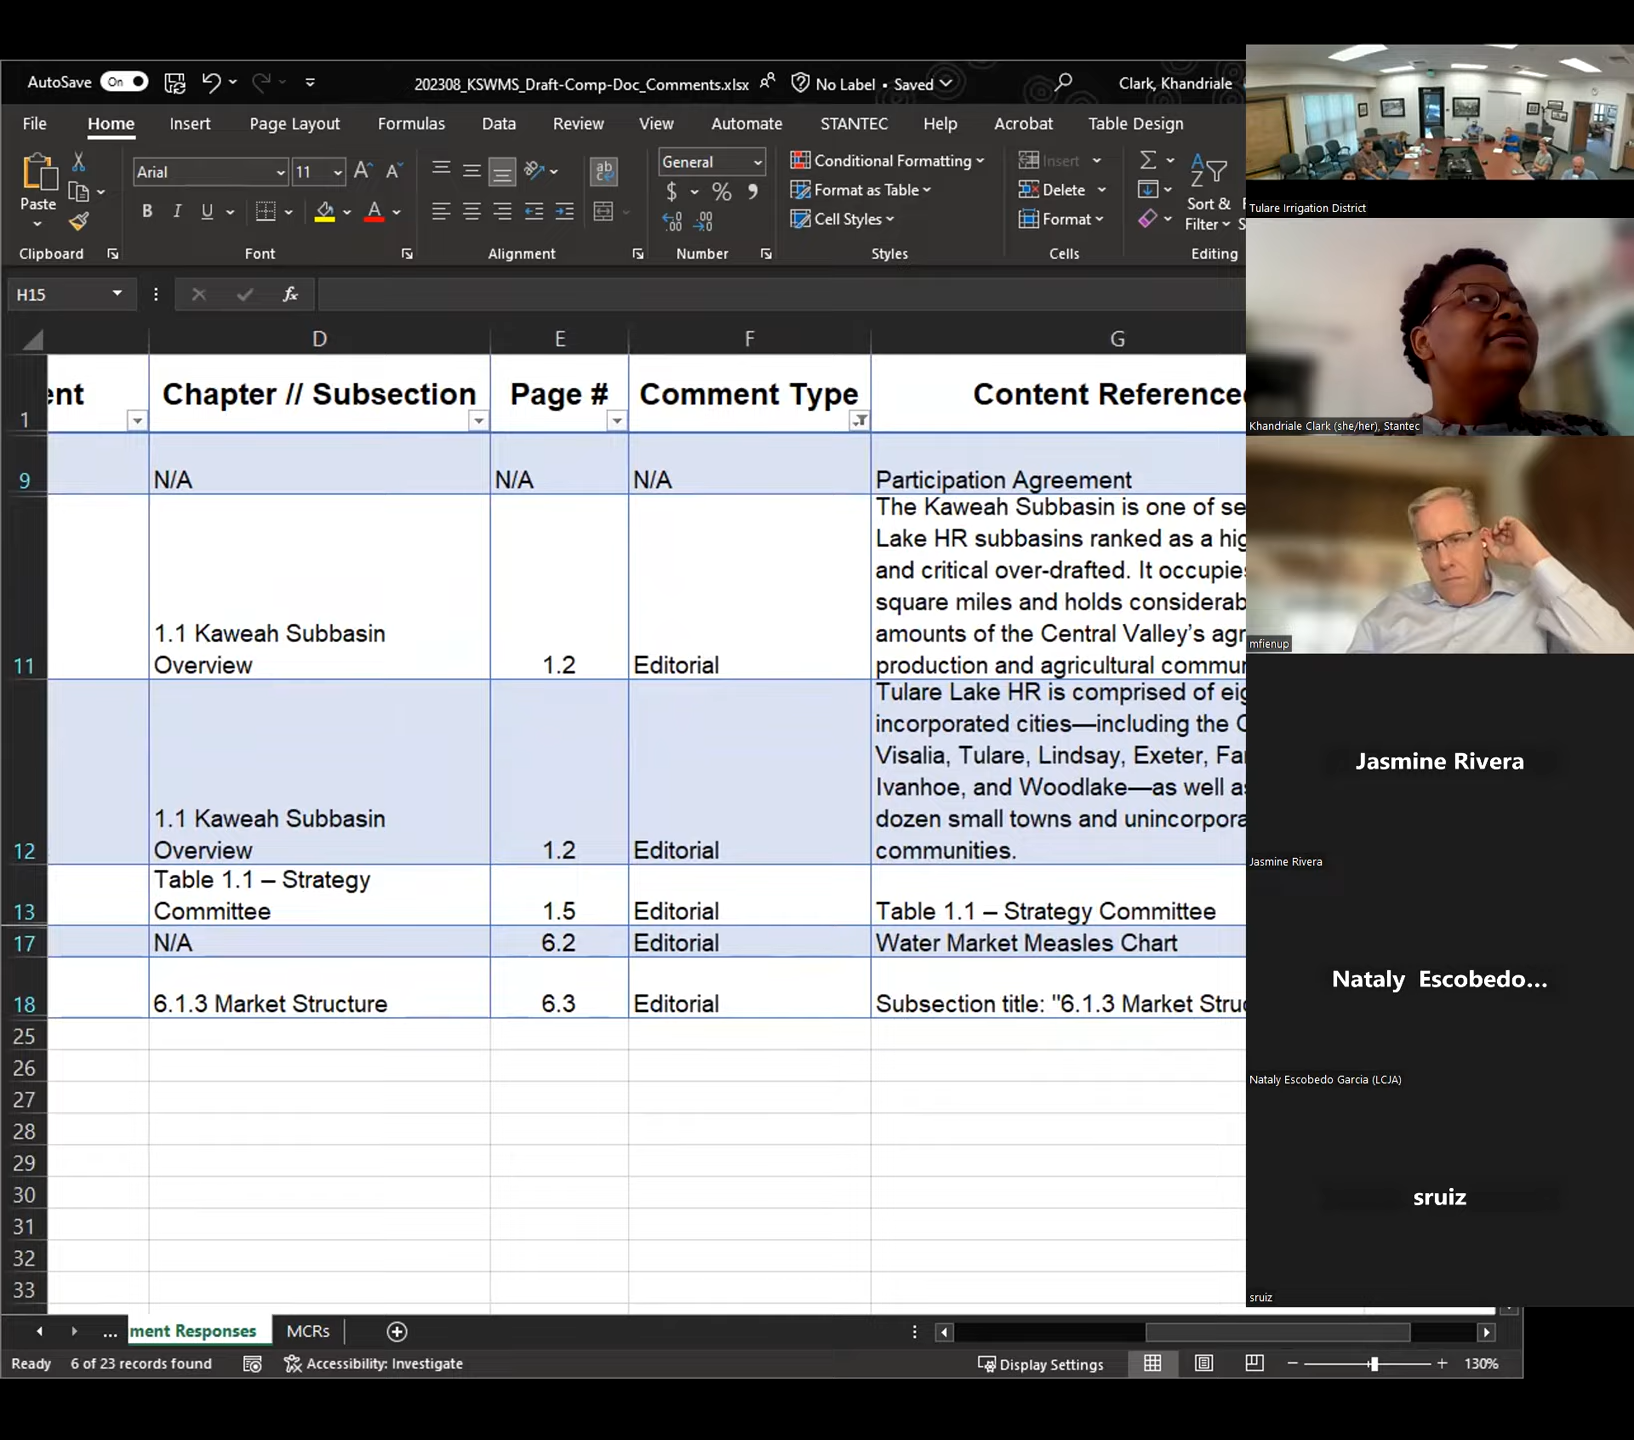 AutoSave On 202308_KSWMS_Draft-Comp-Doc_Comments.xlsx No Label • Saved Clark, Khandriale
File Home Insert Page Layout Formulas Data Review View Automate STANTEC Help Acrobat Table Design
Paste Arial 11 General Conditional Formatting Insert
$ % Format as Table Delete Sort &
B I U Cell Styles Format Filter
Clipboard Font Alignment Number Styles Cells Editing
H15 fx
D E F G
1 ent Chapter // Subsection Page # Comment Type Content Reference
9 N/A N/A N/A Participation Agreement
The Kaweah Subbasin is one of se
Lake HR subbasins ranked as a hig
and critical over-drafted. It occupie
square miles and holds considerab
1.1 Kaweah Subbasin amounts of the Central Valley’s agr
11 Overview 1.2 Editorial production and agricultural commun
Tulare Lake HR is comprised of eig
incorporated cities—including the C
Visalia, Tulare, Lindsay, Exeter, Far
Ivanhoe, and Woodlake—as well as
1.1 Kaweah Subbasin dozen small towns and unincorpora
12 Overview 1.2 Editorial communities.
Table 1.1 – Strategy
13 Committee 1.5 Editorial Table 1.1 – Strategy Committee
17 N/A 6.2 Editorial Water Market Measles Chart
18 6.1.3 Market Structure 6.3 Editorial Subsection title: "6.1.3 Market Struc
25
26
27
28
29
30
31
32
33
... ment Responses MCRs
Ready 6 of 23 records found Accessibility: Investigate Display Settings 130%
Tulare Irrigation District
Khandriale Clark (she/her), Stantec
mfienup
Jasmine Rivera
Jasmine Rivera
Nataly Escobedo...
Nataly Escobedo Garcia (LCJA)
sruiz
sruiz